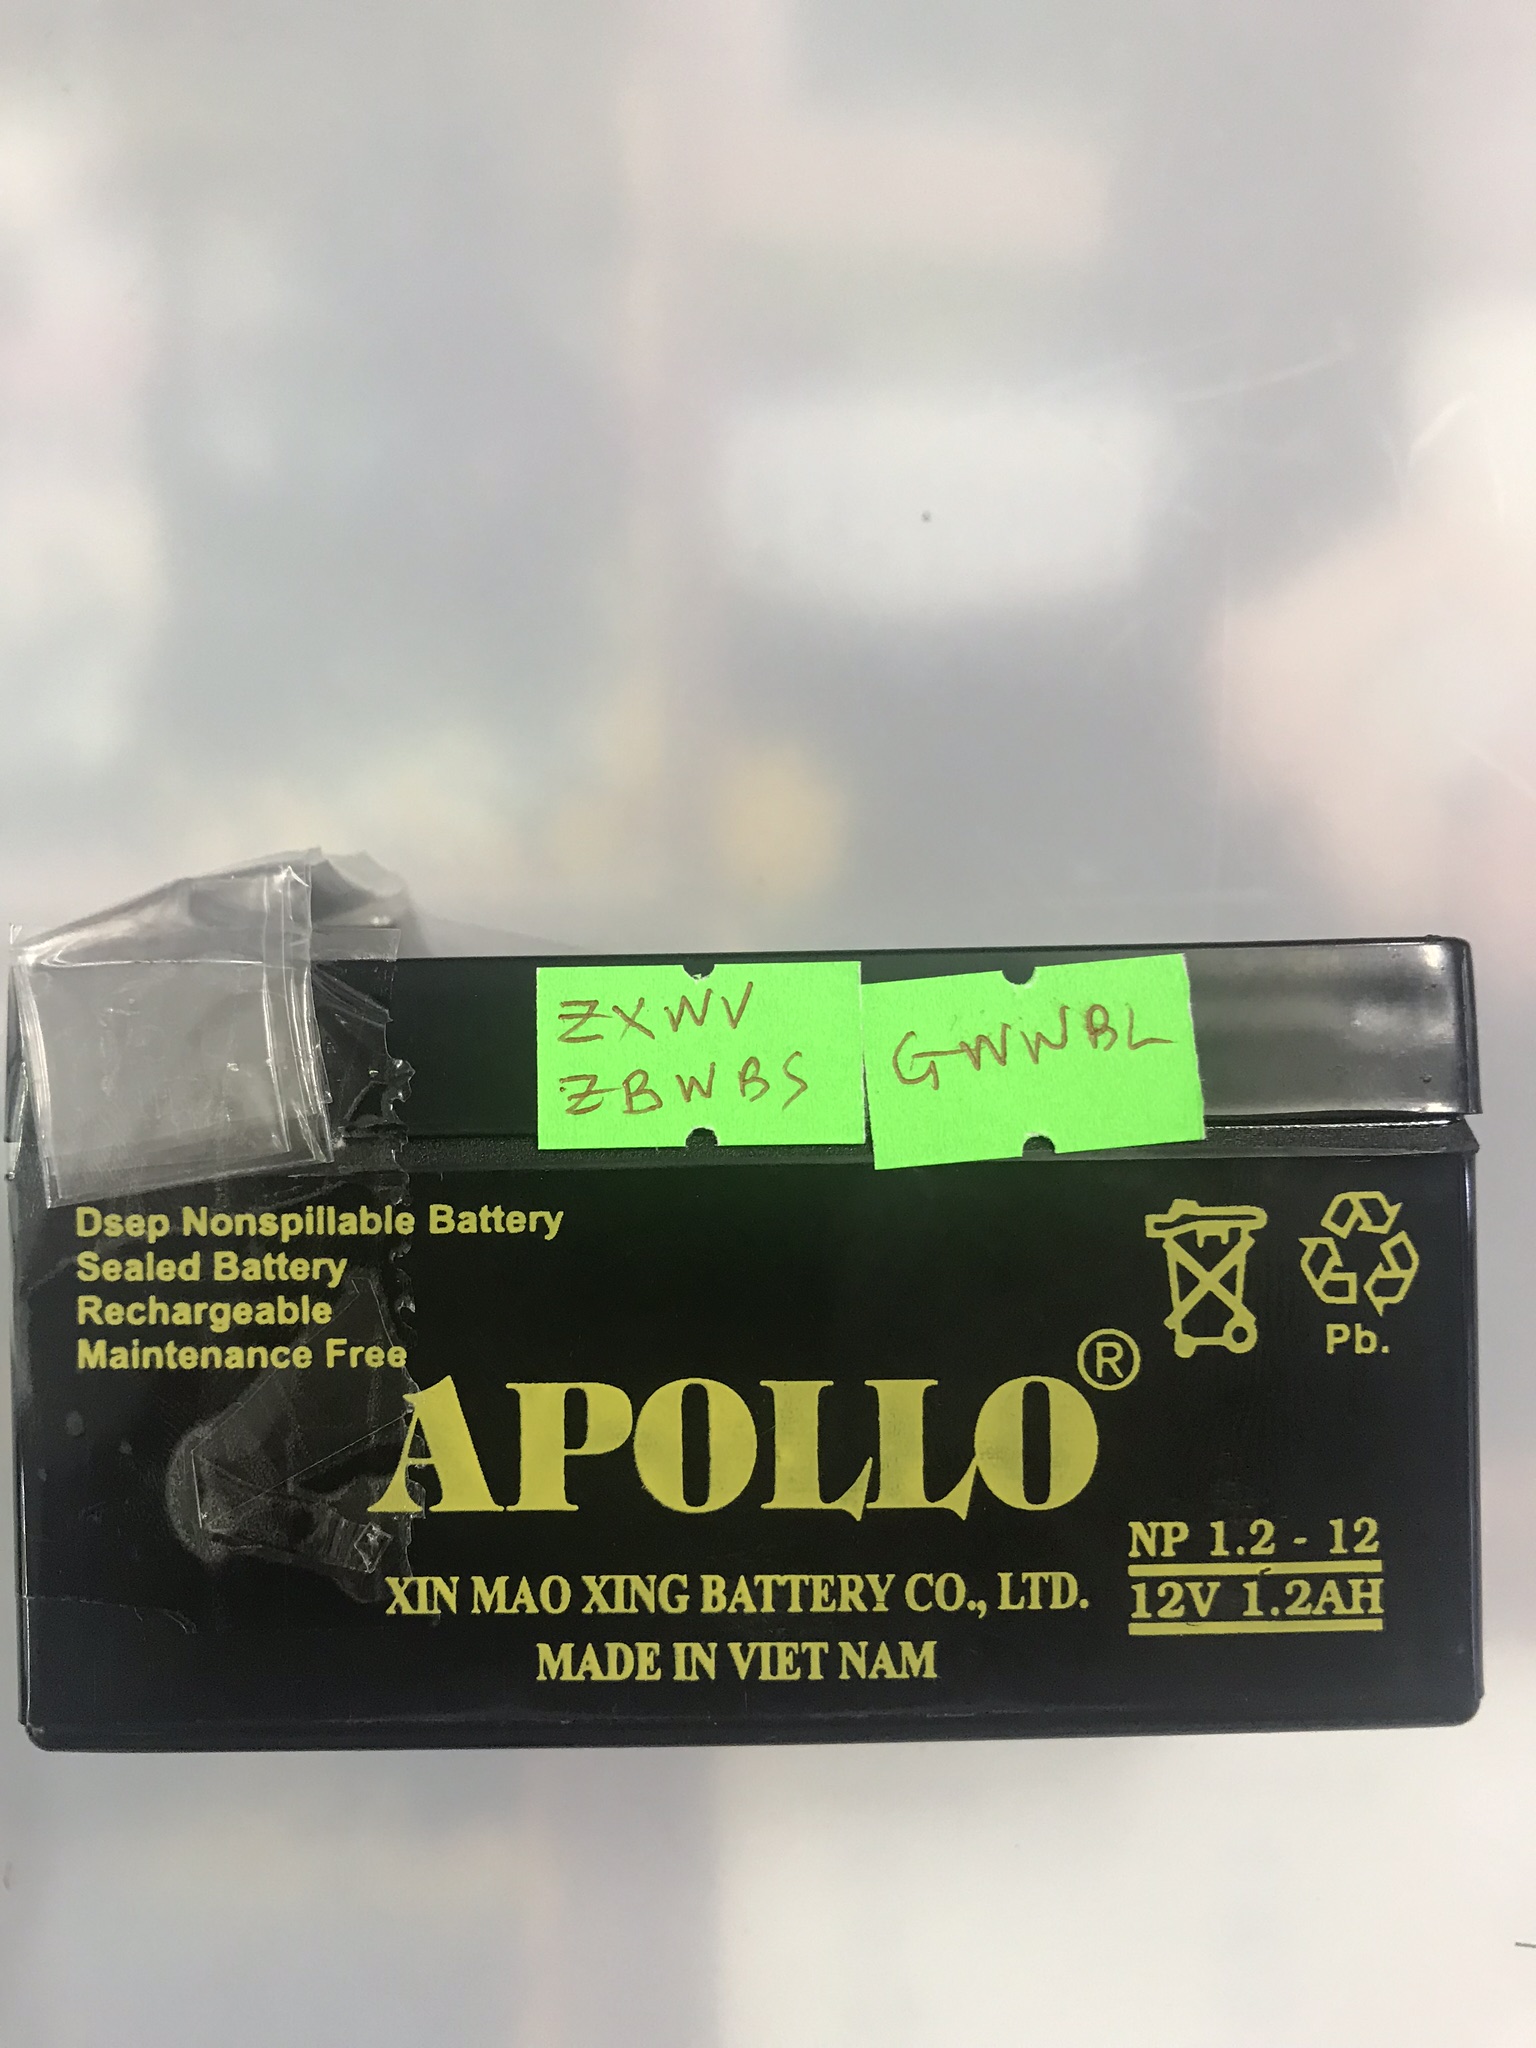 ZXWV
ZBWBS
GWWBL
Dsep Nonspillable Battery
Sealed Battery
Rechargeable
Maintenance Free
Pb.
APOLLO®
NP 1.2 - 12
12V 1.2AH
XIN MAO XING BATTERY CO., LTD.
MADE IN VIET NAM